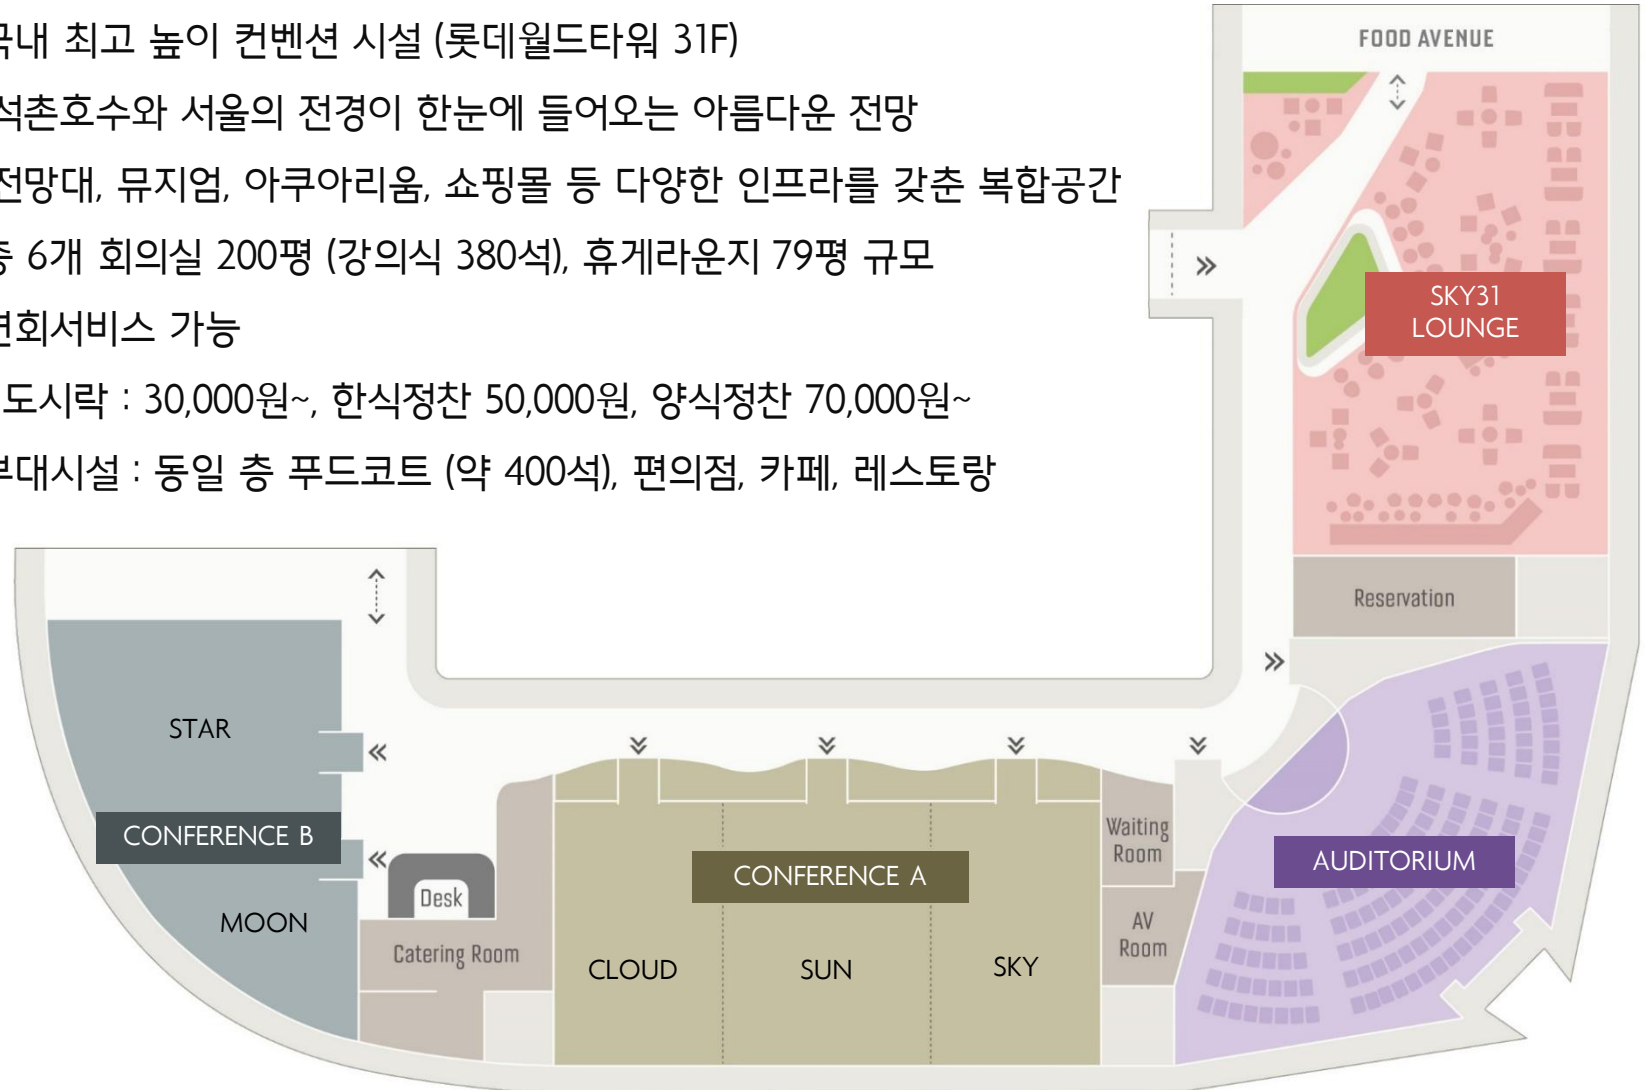 국내 최고 높이 컨벤션 시설 (롯데월드타워 31F)
석촌호수와 서울의 전경이 한눈에 들어오는 아름다운 전망
전망대, 뮤지엄, 아쿠아리움, 쇼핑몰 등 다양한 인프라를 갖춘 복합공간
6개 회의실 200평 (강의식 380석), 휴게라운지 79평 규모
가능
도시락 : 30,000원~, 한식정찬 50,000원, 양식정찬 70,000원~
부대시설 : 동일 층 푸드코트 (약 400석), 편의점, 카페, 레스토랑
FOOD AVENUE
SKY31
LOUNGE
Reservation
STAR
CONFERENCE B
MOON
Desk
Catering Room
CONFERENCE A
CLOUD
SUN
SKY
Waiting
Room
AV
Room
AUDITORIUM